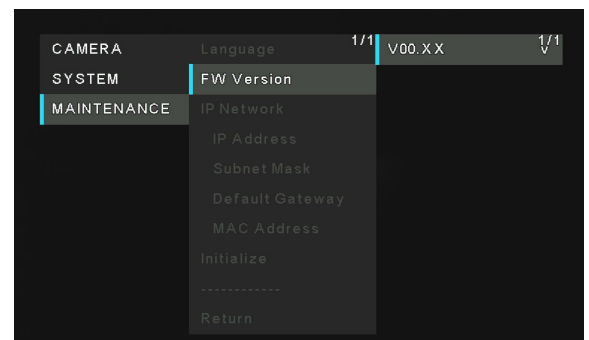 CAMERA
SYSTEM
MAINTENANCE
Language 1/1
FW Version
IP Network
IP Address
Subnet Mask
Default Gateway
MAC Address
Initialize
------------
Return
V00.XX 1/1
v